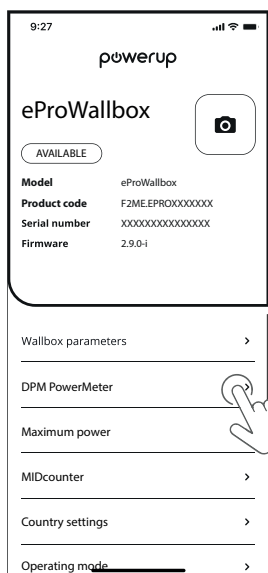 9:27
powerup
eProWallbox
AVAILABLE
Model eProWallbox
Product code F2ME.EPROXXXXXXX
Serial number XXXXXXXXXXXXXXX
Firmware 2.9.0-i
Wallbox parameters
DPM PowerMeter
Maximum power
MIDcounter
Country settings
Operating mode